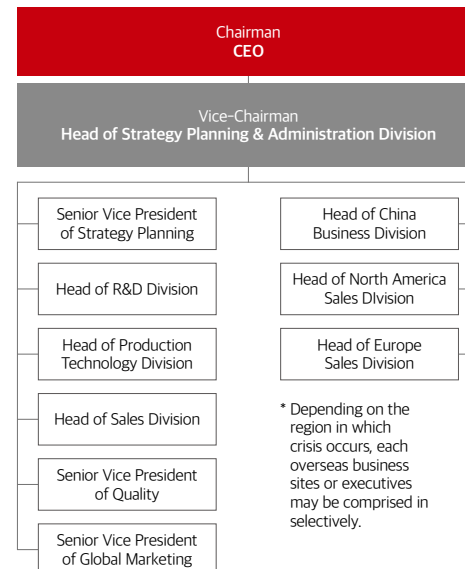 Chairman
CEO
Vice-Chairman
Head of Strategy Planning & Administration Division
Senior Vice President
of Strategy Planning
Head of R&D Division
Head of Production
Technology Division
Head of Sales Division
Senior Vice President
of Quality
Senior Vice President
of Global Marketing
Head of China
Business Division
Head of North America
Sales DIvision
Head of Europe
Sales Division
* Depending on the
region in which
crisis occurs, each
overseas business
sites or executives
may be comprised in
selectively.